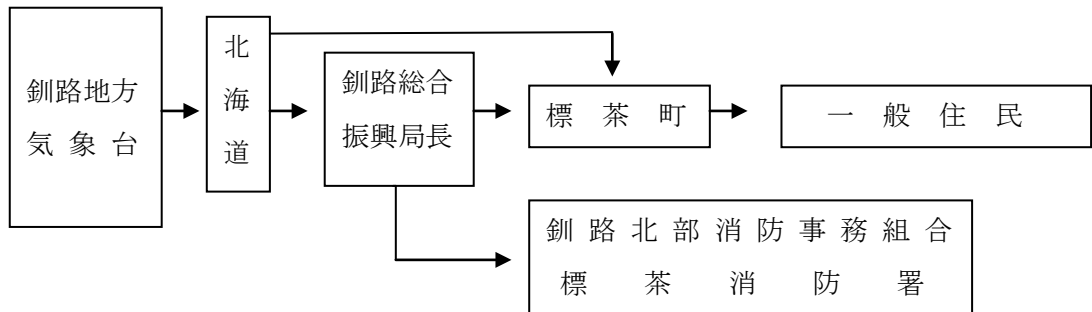 釧路地方
気象台
北
海
道
釧路総合
振興局長
標茶町
一般住民
釧路北部消防事務組合
標茶消防署